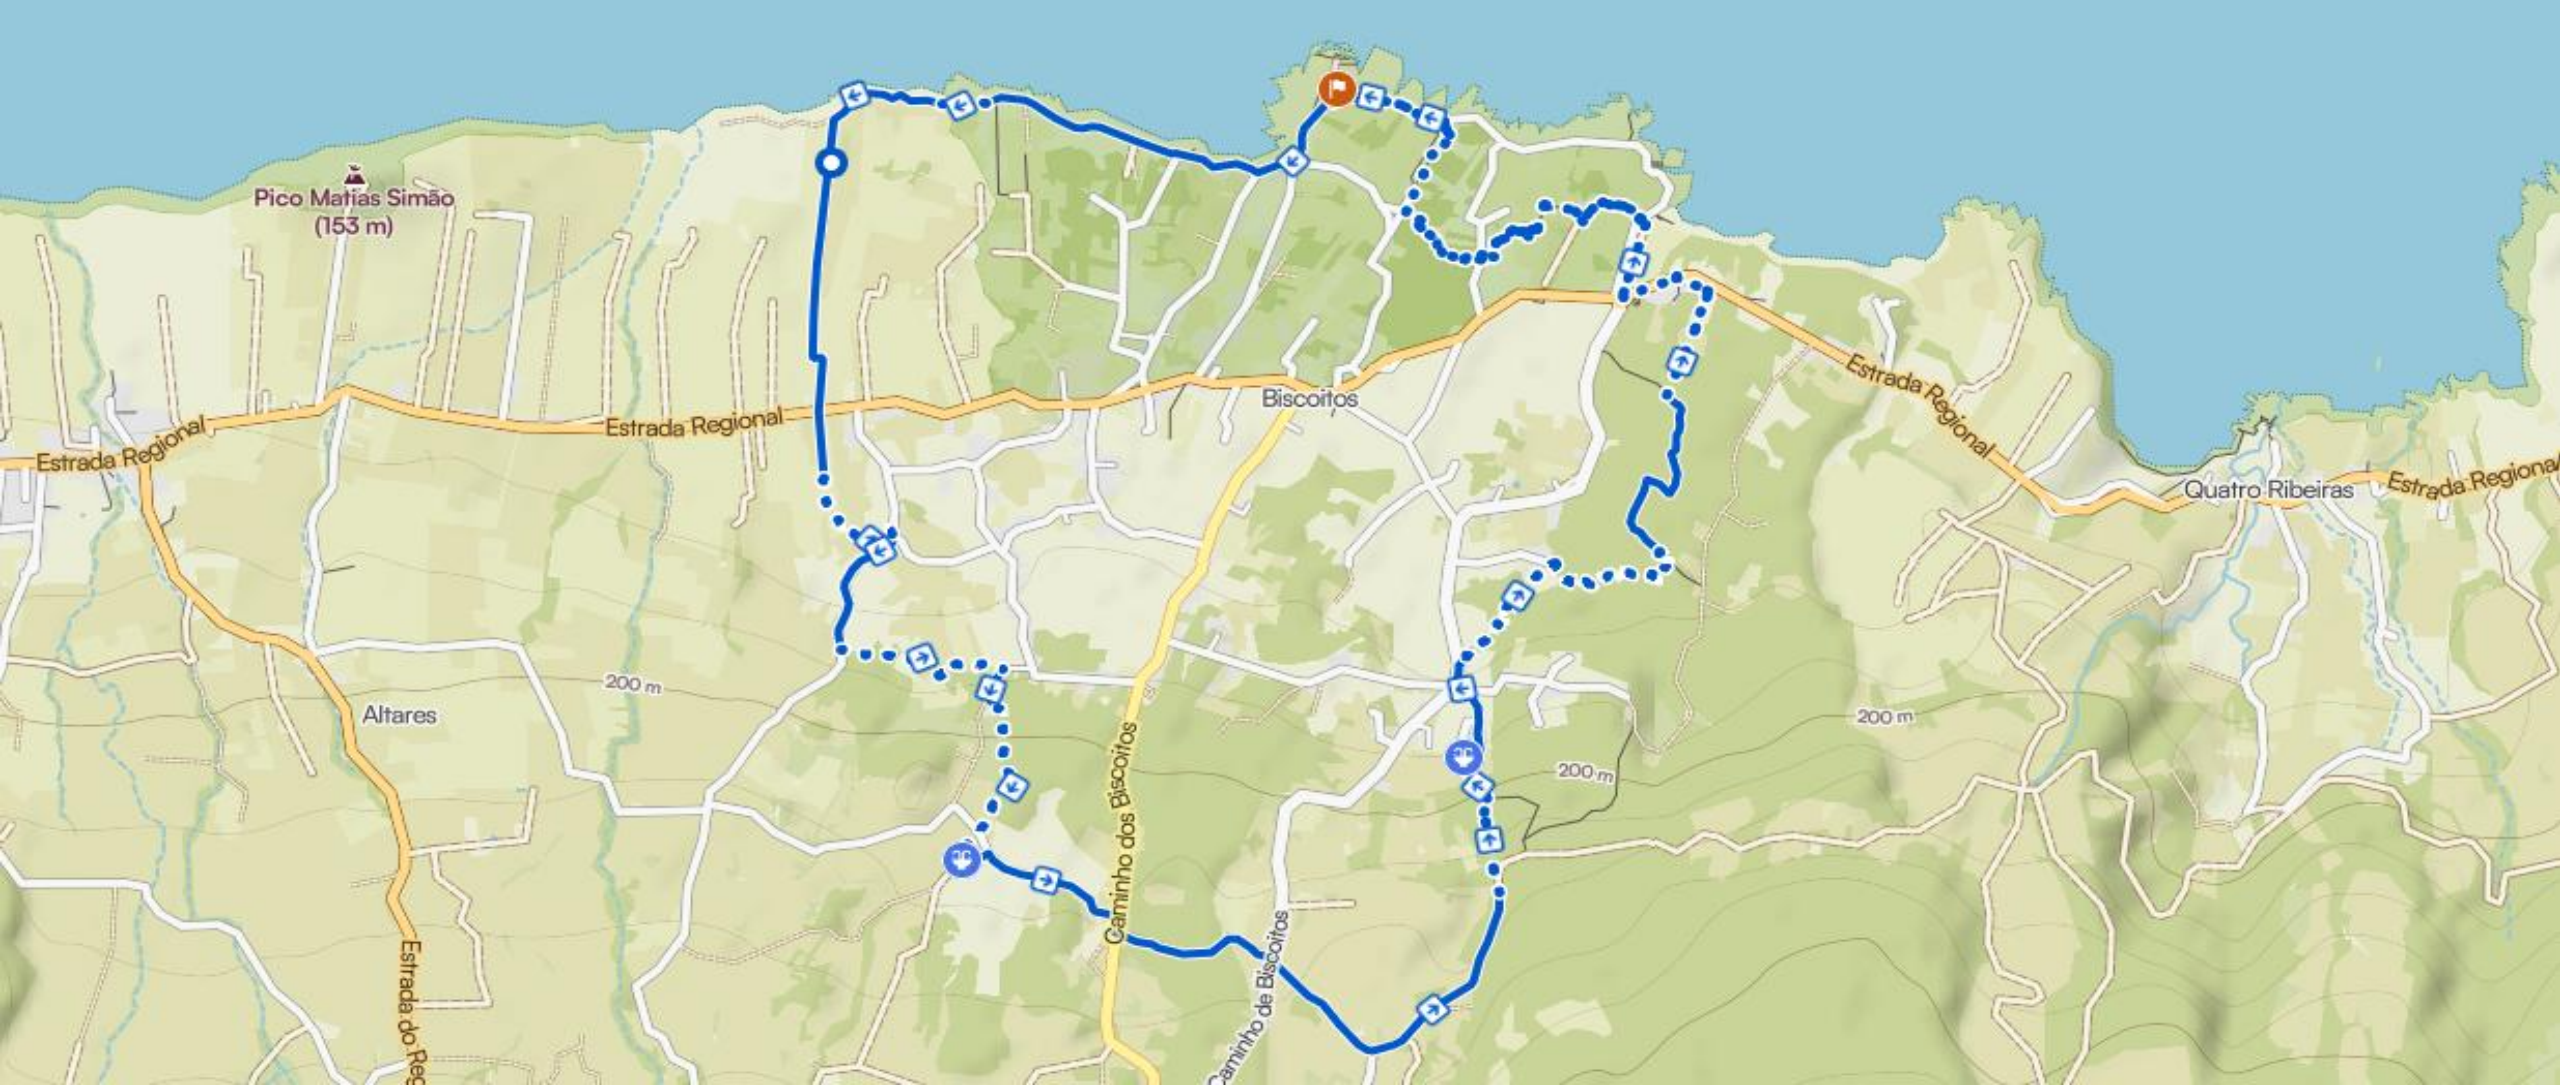 Pico Matias Simão
(153 m)
Estrada Regional
Biscoitos
Estrada Regional
Estrada Regional
Quatro Ribeiras
Estrada Regional
200 m
Altares
200 m
200 m
Caminho dos Biscoitos
Caminho de Biscoitos
Estrada do Reg